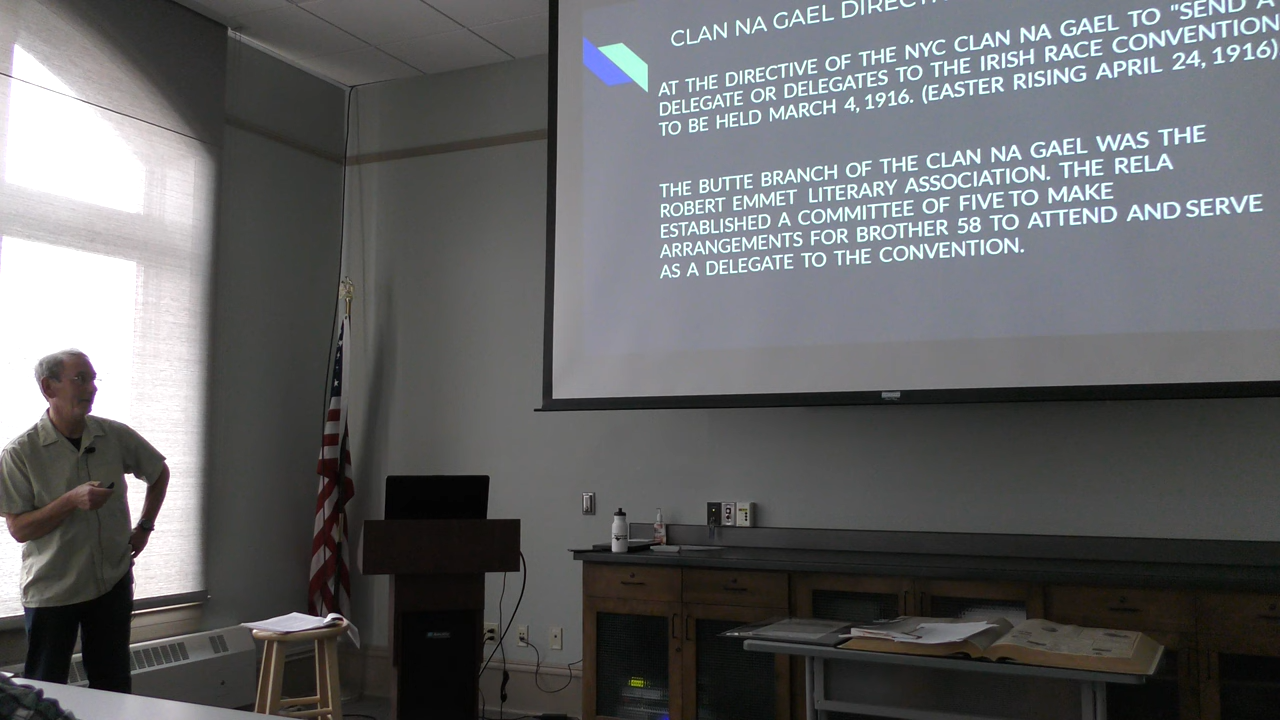 CLAN NA GAEL
AT THE DIRECTIVE OF THE NYC CLAN NA GAEL TO "SEND A
DELEGATE OR DELEGATES TO THE IRISH RACE CONVENTION
TO BE HELD MARCH 4, 1916. (EASTER RISING APRIL 24, 1916)
THE BUTTE BRANCH OF THE CLAN NA GAEL WAS THE
ROBERT EMMET LITERARY ASSOCIATION. THE RELA
ESTABLISHED A COMMITTEE OF FIVE TO MAKE
ARRANGEMENTS FOR BROTHER 58 TO ATTEND AND SERVE
AS A DELEGATE TO THE CONVENTION.